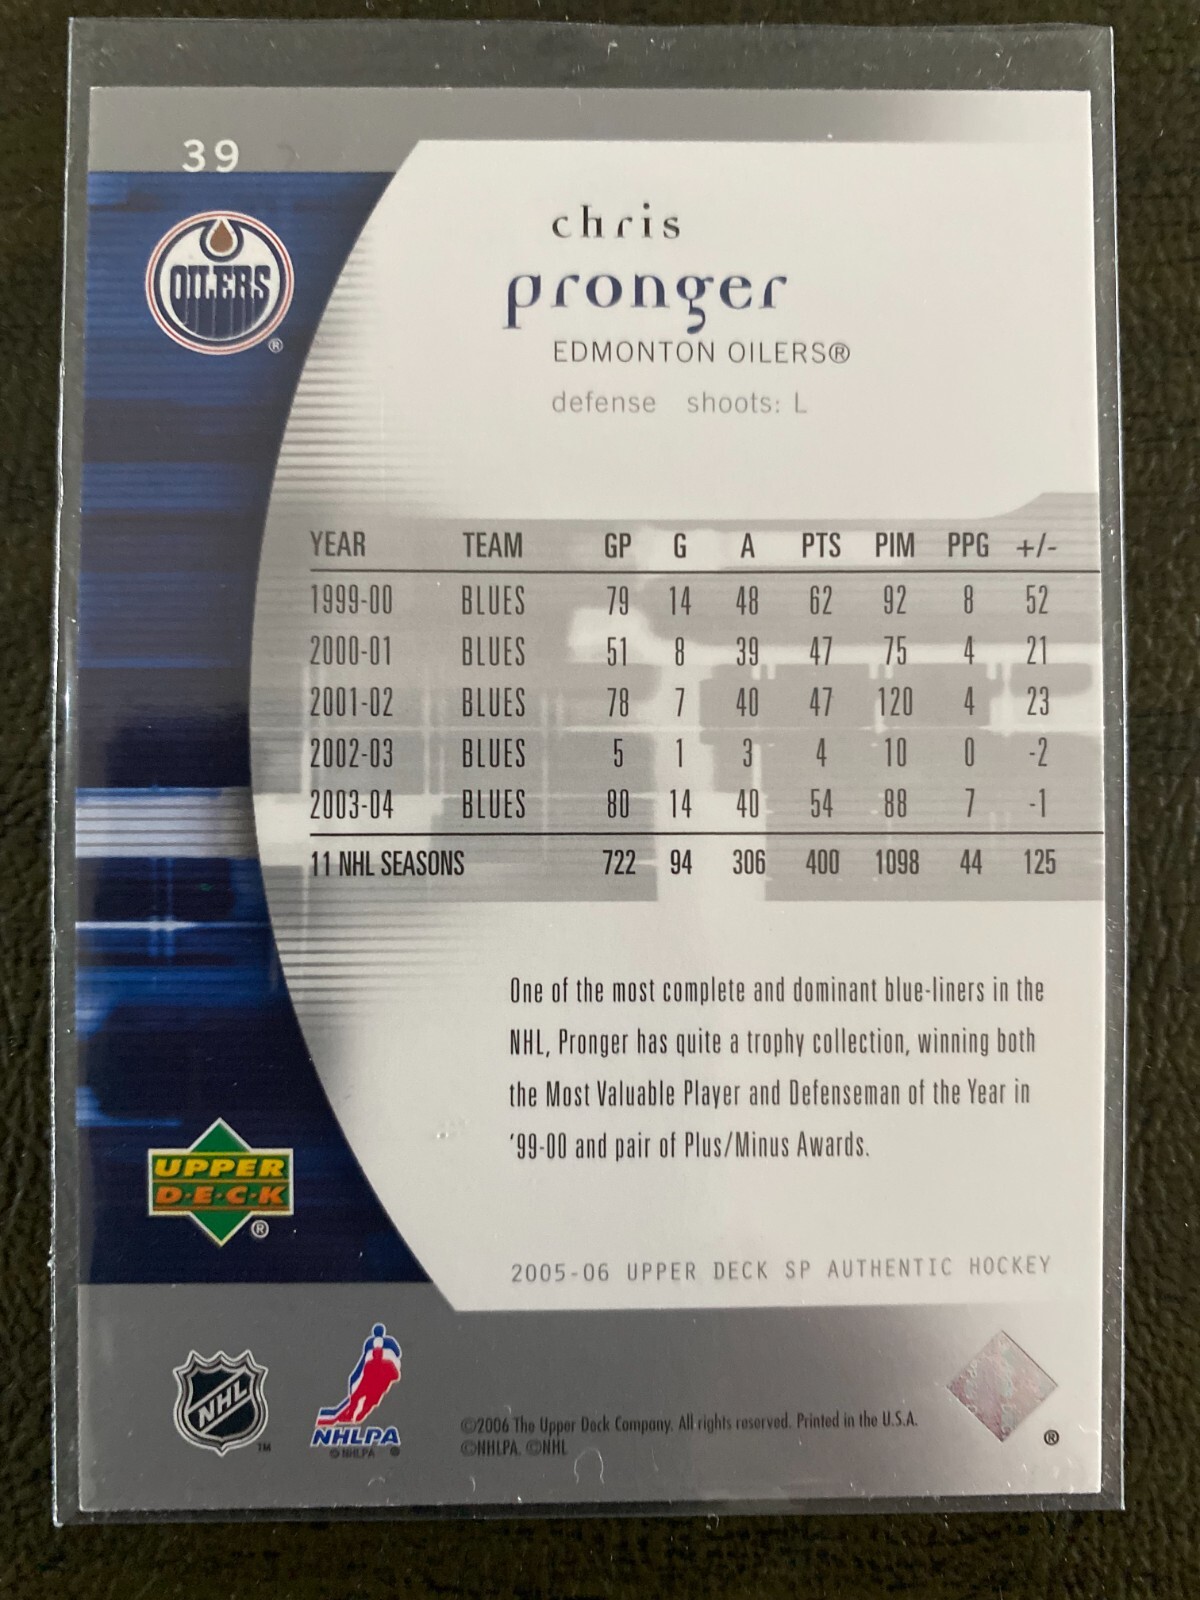 39
OILERS
®
chris
pronger
EDMONTON OILERS®
defense shoots: L
YEAR TEAM GP G A PTS PIM PPG +/-
1999-00 BLUES 79 14 48 62 92 8 52
2000-01 BLUES 51 8 39 47 75 4 21
2001-02 BLUES 78 7 40 47 120 4 23
2002-03 BLUES 5 1 3 4 10 0 -2
2003-04 BLUES 80 14 40 54 88 7 -1
11 NHL SEASONS 722 94 306 400 1098 44 125
One of the most complete and dominant blue-liners in the
NHL, Pronger has quite a trophy collection, winning both
the Most Valuable Player and Defenseman of the Year in
'99-00 and pair of Plus/Minus Awards.
UPPER
D·E·C·K
®
2005-06 UPPER DECK SP AUTHENTIC HOCKEY
NHL
™
NHLPA
©NHLPA ®
©2006 The Upper Deck Company. All rights reserved. Printed in the U.S.A.
©NHLPA. ©NHL
®